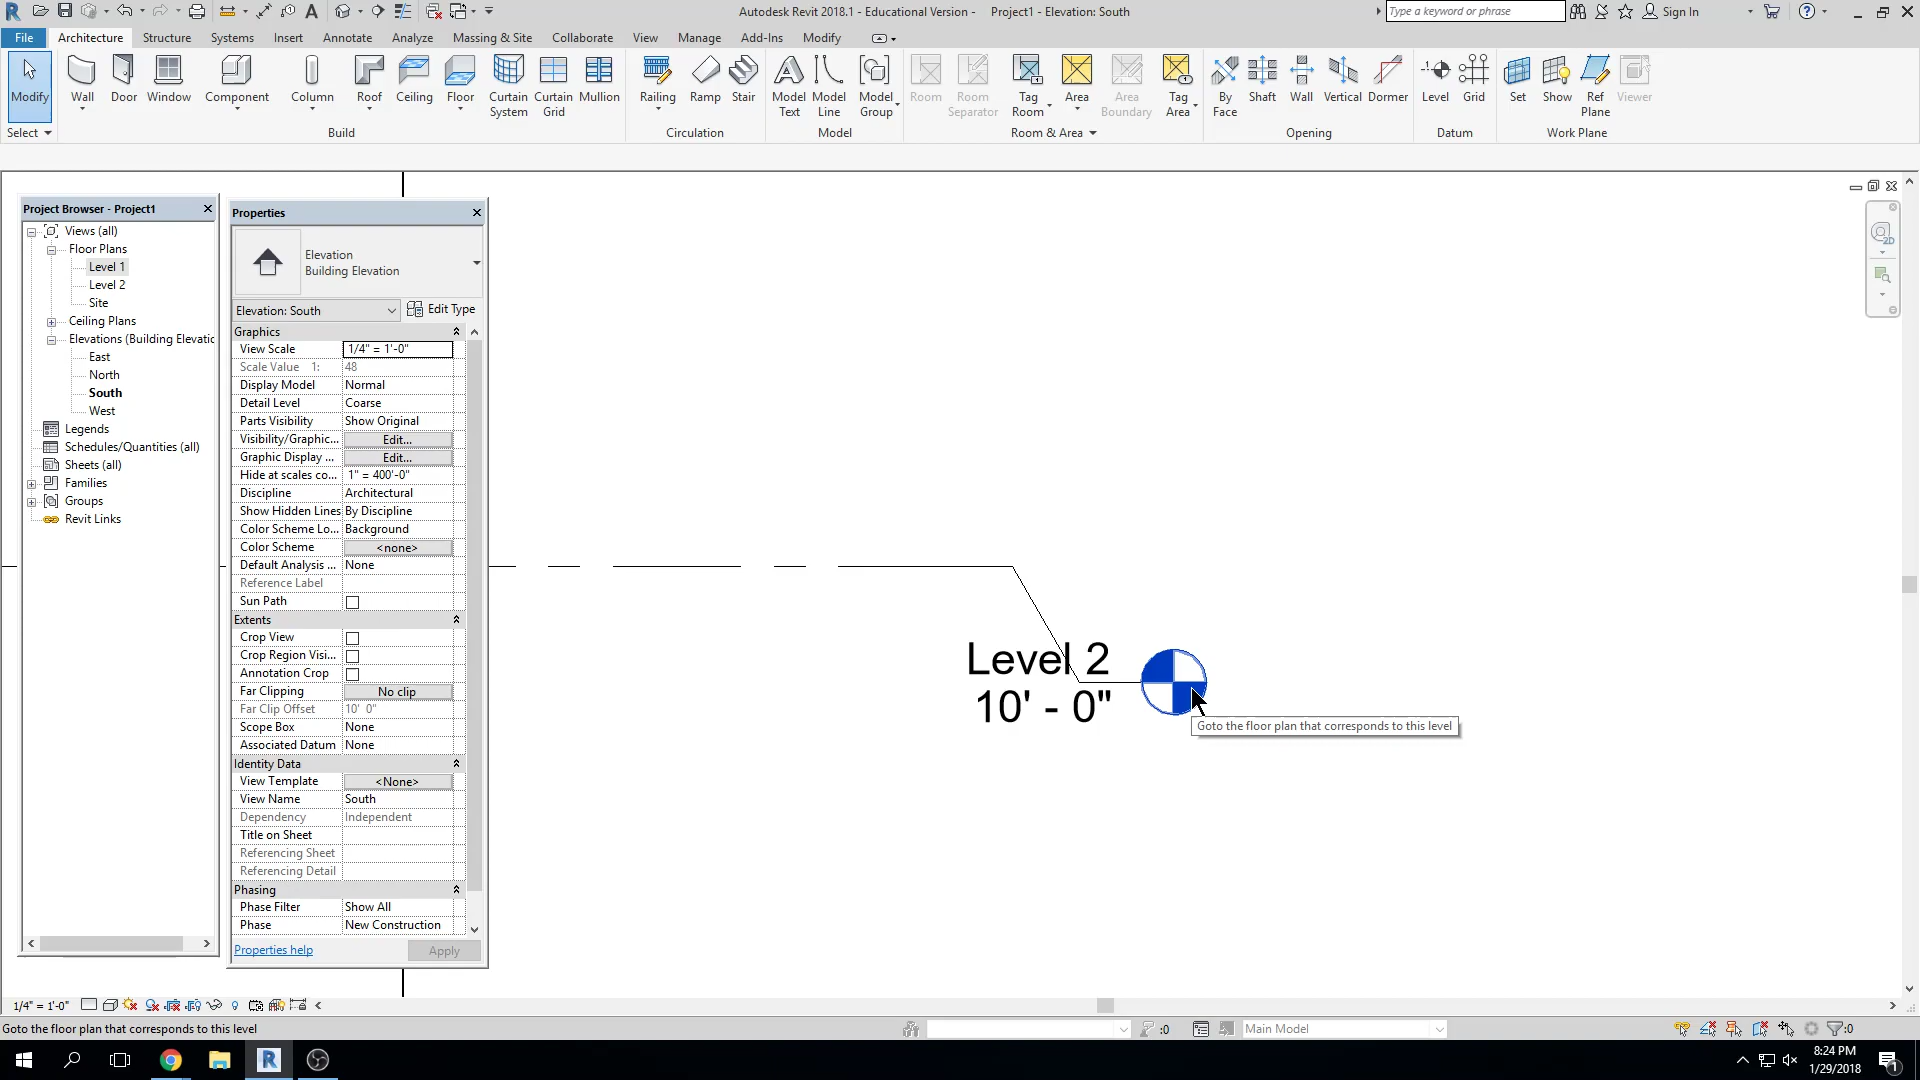 Autodesk Revit 2018.1 - Educational Version - Project1 - Elevation: South
Type a keyword or phrase
Sign In
File Architecture Structure Systems Insert Annotate Analyze Massing & Site Collaborate View Manage Add-Ins Modify
Modify Wall Door Window Component Column Roof Ceiling Floor Curtain System Curtain Grid Mullion Railing Ramp Stair Model Text Model Line Model Group Room Room Separator Tag Room Area Area Boundary Tag Area By Face Shaft Wall Vertical Dormer Level Grid Set Show Ref Plane Viewer
Select Build Circulation Model Room & Area Opening Datum Work Plane
Project Browser - Project1
Views (all)
Floor Plans
Level 1
Level 2
Site
Ceiling Plans
Elevations (Building Elevatic
East
North
South
West
Legends
Schedules/Quantities (all)
Sheets (all)
Families
Groups
Revit Links
Properties
Elevation
Building Elevation
Elevation: South Edit Type
Graphics
View Scale 1/4" = 1'-0"
Scale Value 1: 48
Display Model Normal
Detail Level Coarse
Parts Visibility Show Original
Visibility/Graphic... Edit...
Graphic Display ... Edit...
Hide at scales co... 1" = 400'-0"
Discipline Architectural
Show Hidden Lines By Discipline
Color Scheme Lo... Background
Color Scheme <none>
Default Analysis ... None
Reference Label
Sun Path
Extents
Crop View
Crop Region Visi...
Annotation Crop
Far Clipping No clip
Far Clip Offset 10' 0"
Scope Box None
Associated Datum None
Identity Data
View Template <None>
View Name South
Dependency Independent
Title on Sheet
Referencing Sheet
Referencing Detail
Phasing
Phase Filter Show All
Phase New Construction
Properties help Apply
2D
Level 2
10' - 0"
Goto the floor plan that corresponds to this level
1/4" = 1'-0"
Goto the floor plan that corresponds to this level
:0
Main Model
:0
8:24 PM
1/29/2018
1